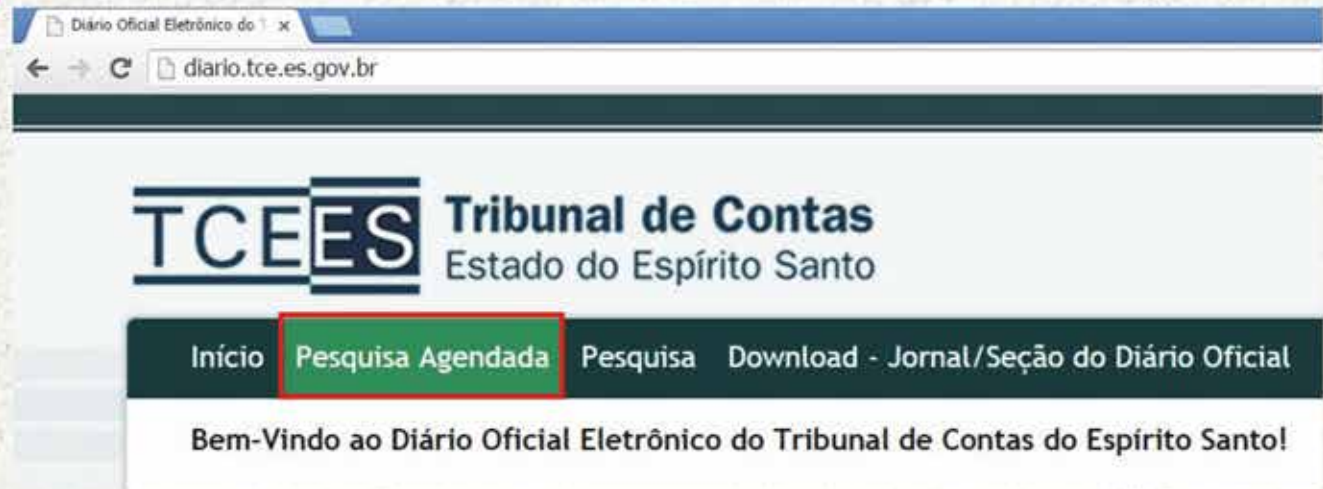 Diário Oficial Eletrônico do T
diario.tce.es.gov.br
TCEES
Tribunal de Contas
Estado do Espírito Santo
Início Pesquisa Agendada Pesquisa Download - Jornal/Seção do Diário Oficial
Bem-Vindo ao Diário Oficial Eletrônico do Tribunal de Contas do Espírito Santo!